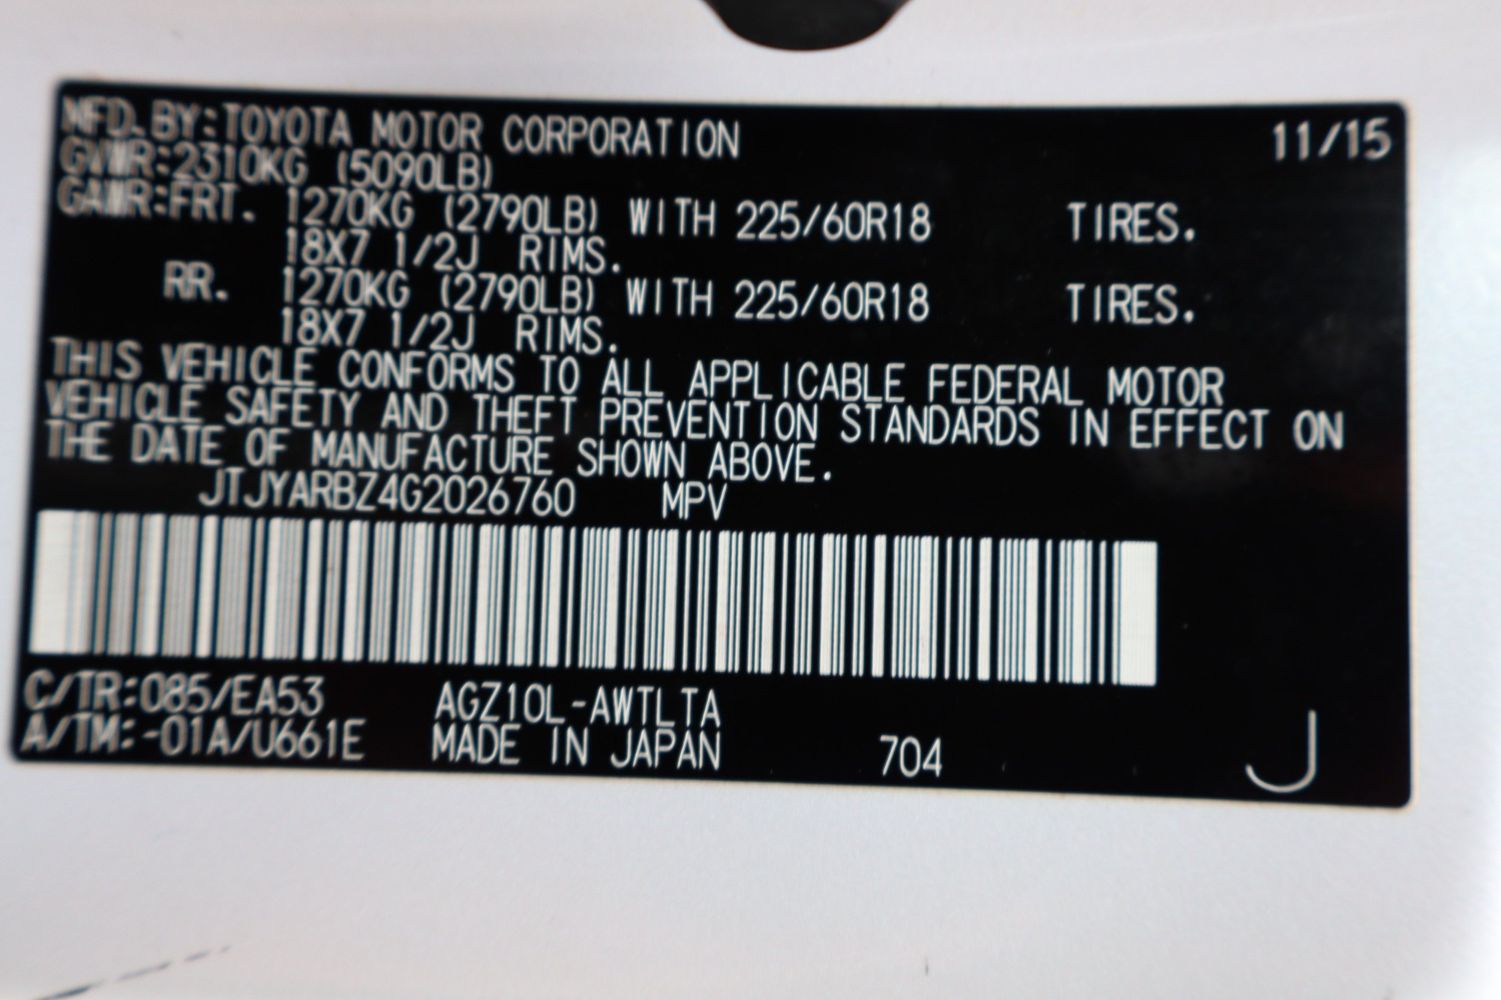 MFD.BY:TOYOTA MOTOR CORPORATION 11/15
GVWR:2310KG (5090LB)
GAWR:FRT. 1270KG (2790LB) WITH 225/60R18 TIRES.
18X7 1/2J RIMS.
RR. 1270KG (2790LB) WITH 225/60R18 TIRES.
18X7 1/2J RIMS.
THIS VEHICLE CONFORMS TO ALL APPLICABLE FEDERAL MOTOR
VEHICLE SAFETY AND THEFT PREVENTION STANDARDS IN EFFECT ON
THE DATE OF MANUFACTURE SHOWN ABOVE.
JTJYARBZ4G2026760 MPV
C/TR:085/EA53 AGZ10L-AWTLTA
A/TM:-01A/U661E MADE IN JAPAN 704 J